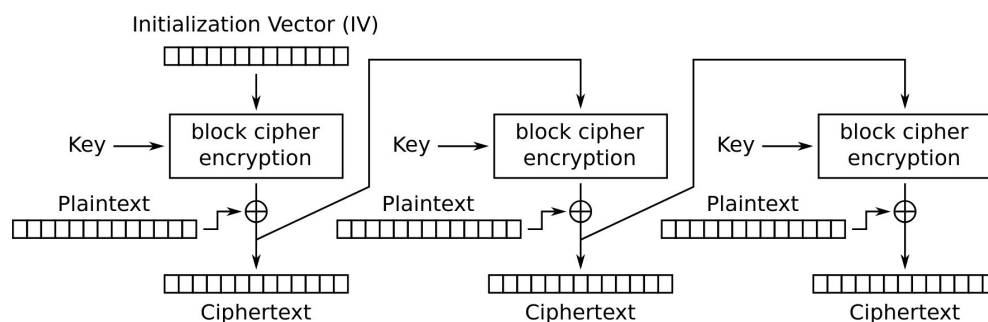 Initialization Vector (IV)
Key
block cipher
encryption
Key
block cipher
encryption
Key
block cipher
encryption
Plaintext
Plaintext
Plaintext
Ciphertext
Ciphertext
Ciphertext